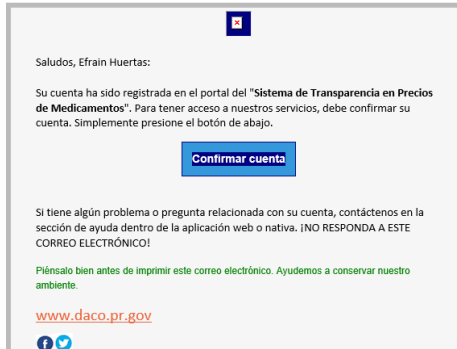 Saludos, Efrain Huertas:
Su cuenta ha sido registrada en el portal del "Sistema de Transparencia en Precios
de Medicamentos". Para tener acceso a nuestros servicios, debe confirmar su
cuenta. Simplemente presione el botón de abajo.
Confirmar cuenta
Si tiene algún problema o pregunta relacionada con su cuenta, contáctenos en la
sección de ayuda dentro de la aplicación web o nativa. ¡NO RESPONDA A ESTE
CORREO ELECTRÓNICO!
Piénsalo bien antes de imprimir este correo electrónico. Ayudemos a conservar nuestro
ambiente.
www.daco.pr.gov